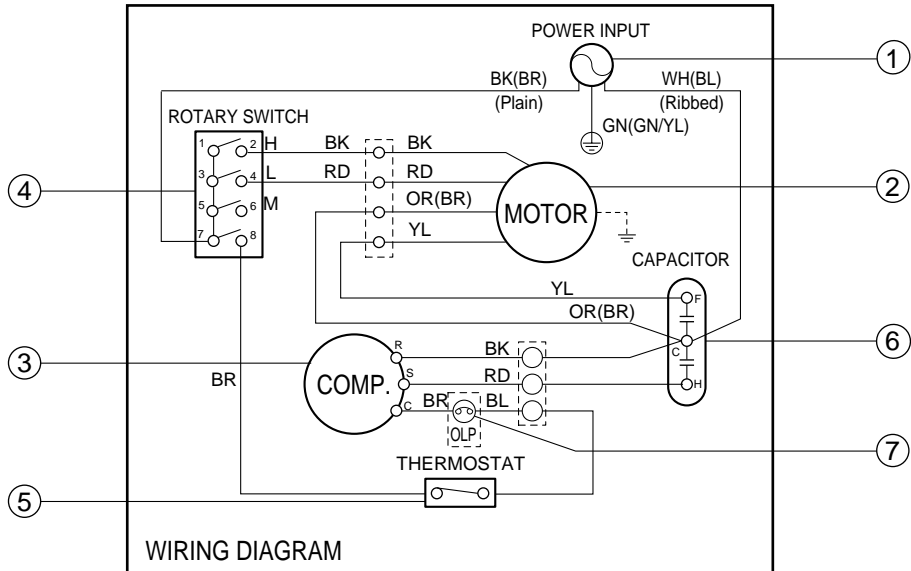 POWER INPUT
1
BK(BR)
WH(BL)
(Plain)
(Ribbed)
GN(GN/YL)
ROTARY SWITCH
1 2 H BK BK
3 4 L RD RD
4
2
5 6 M OR(BR)
MOTOR
7 8 YL
CAPACITOR
YL F
OR(BR)
6
3
R BK C
COMP.
S RD H
BR
C BR BL
OLP
7
THERMOSTAT
5
WIRING DIAGRAM